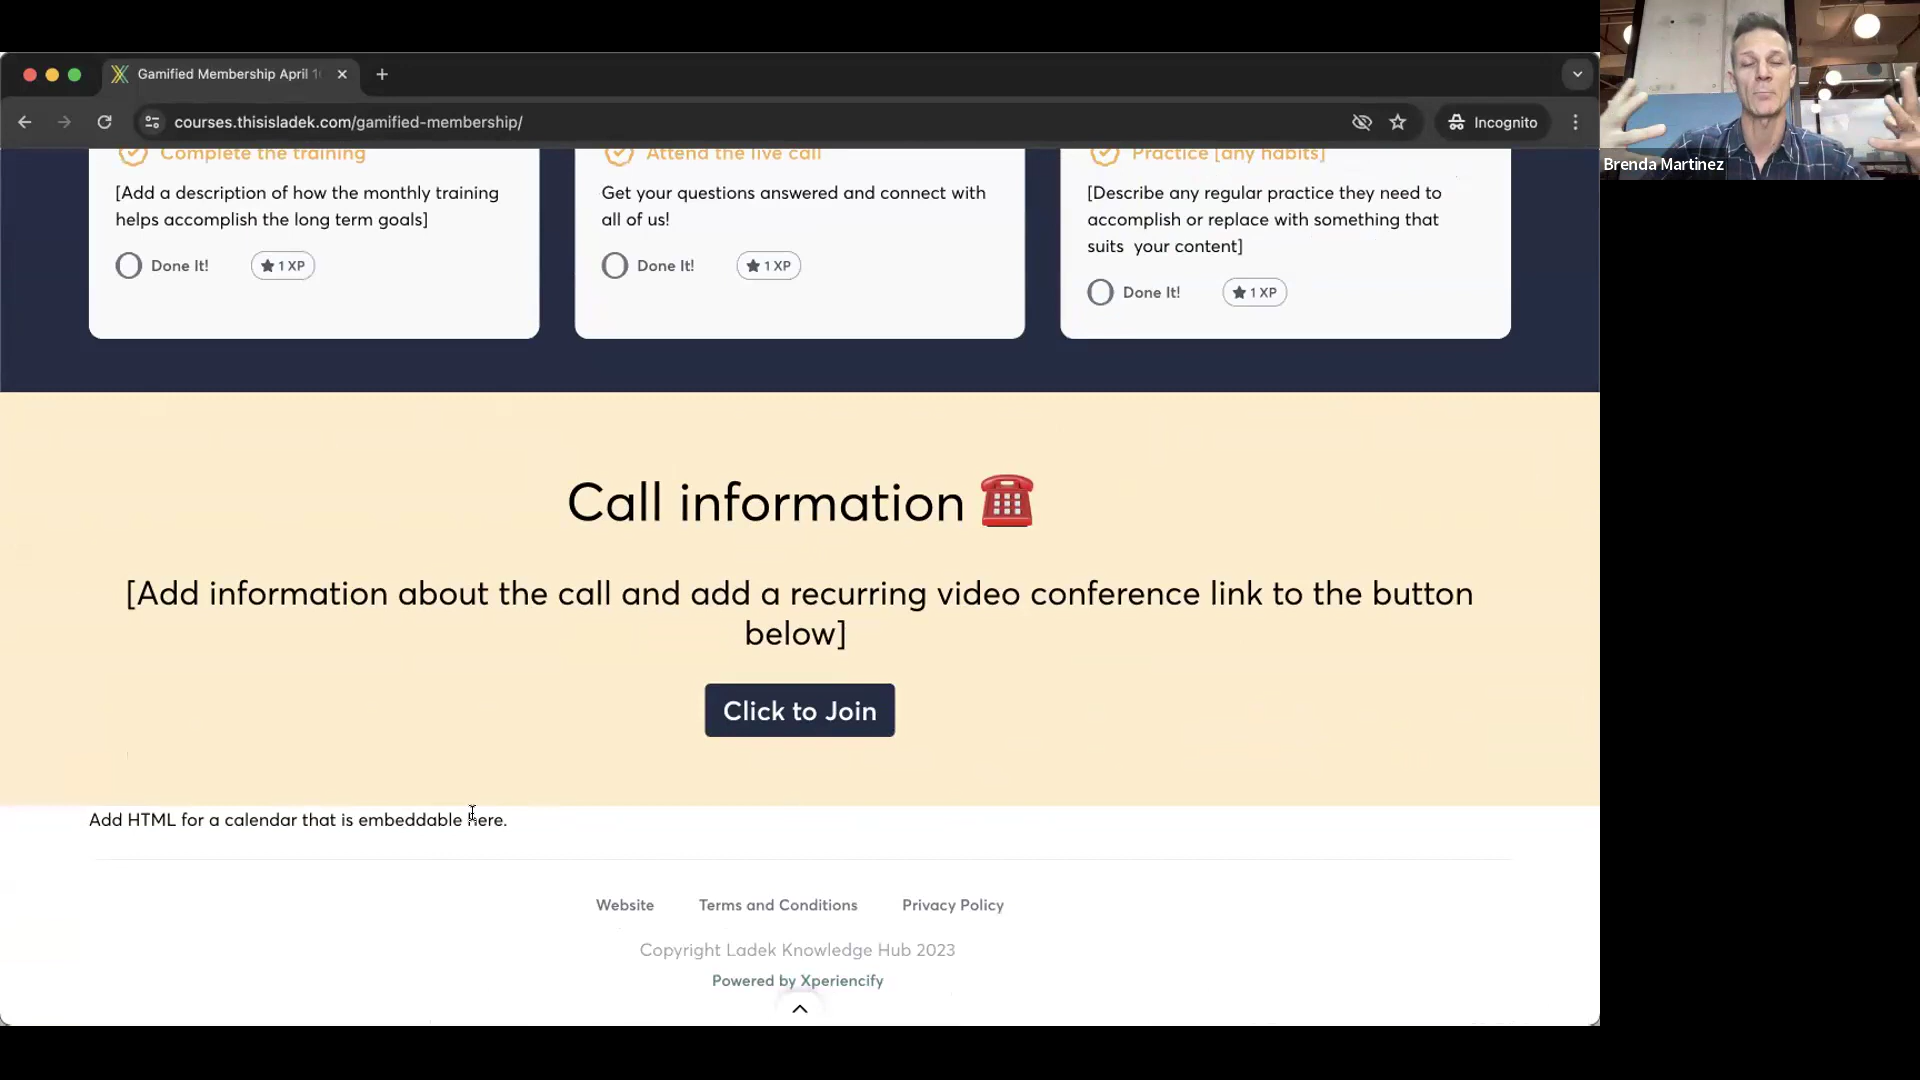 Gamified Membership April 1
courses.thisisladek.com/gamified-membership/
Incognito
Brenda Martinez
Complete the training
[Add a description of how the monthly training
helps accomplish the long term goals]
Done It!
1 XP
Attend the live call
Get your questions answered and connect with
all of us!
Done It!
1 XP
Practice [any habits]
[Describe any regular practice they need to
accomplish or replace with something that
suits your content]
Done It!
1 XP
Call information
[Add information about the call and add a recurring video conference link to the button
below]
Click to Join
Add HTML for a calendar that is embeddable here.
Website
Terms and Conditions
Privacy Policy
Copyright Ladek Knowledge Hub 2023
Powered by Xperiencify